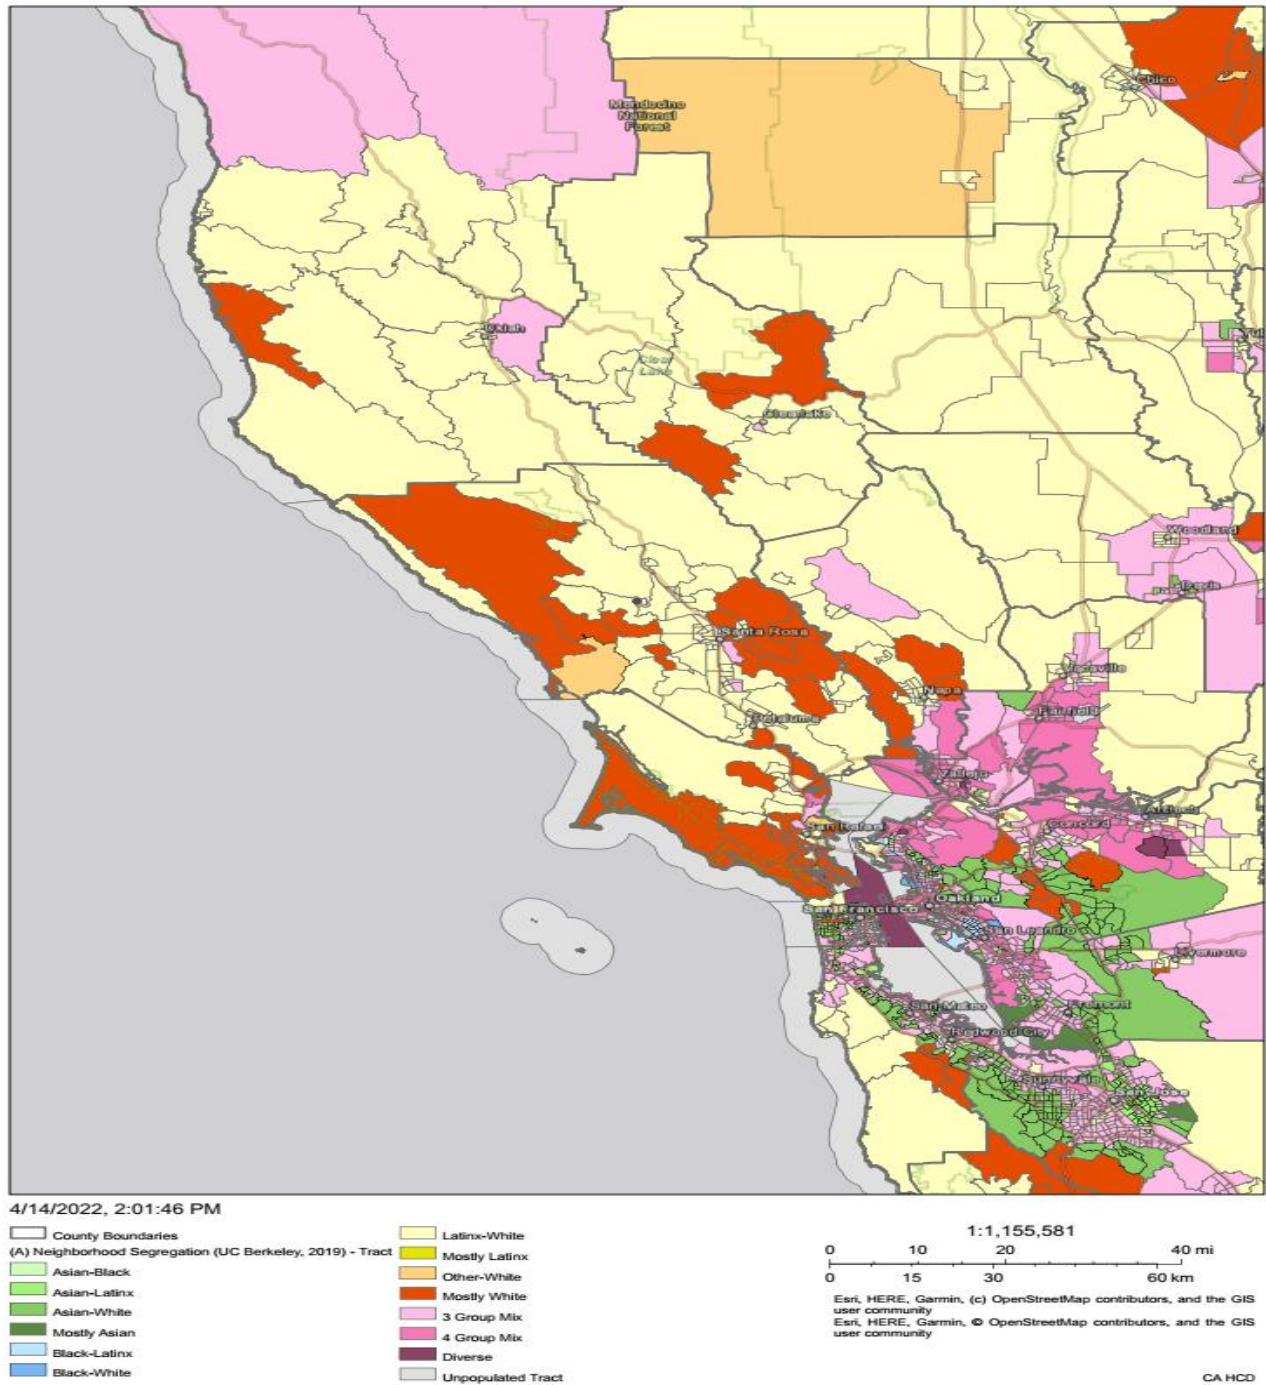 Chico
Mendocino
National
Forest
Ukiah
Clear
Lake
Clearlake
Woodland
Davis
Santa Rosa
Vacaville
Napa
Fairfield
Petaluma
Vallejo
Antioch
Concord
San Rafael
Oakland
San Francisco
San Leandro
Livermore
San Mateo
Fremont
Redwood City
Sunnyvale
San Jose
4/14/2022, 2:01:46 PM
County Boundaries
(A) Neighborhood Segregation (UC Berkeley, 2019) - Tract
Asian-Black
Asian-Latinx
Asian-White
Mostly Asian
Black-Latinx
Black-White
Latinx-White
Mostly Latinx
Other-White
Mostly White
3 Group Mix
4 Group Mix
Diverse
Unpopulated Tract
1:1,155,581
0 10 20 40 mi
0 15 30 60 km
Esri, HERE, Garmin, (c) OpenStreetMap contributors, and the GIS
user community
Esri, HERE, Garmin, © OpenStreetMap contributors, and the GIS
user community
CA HCD